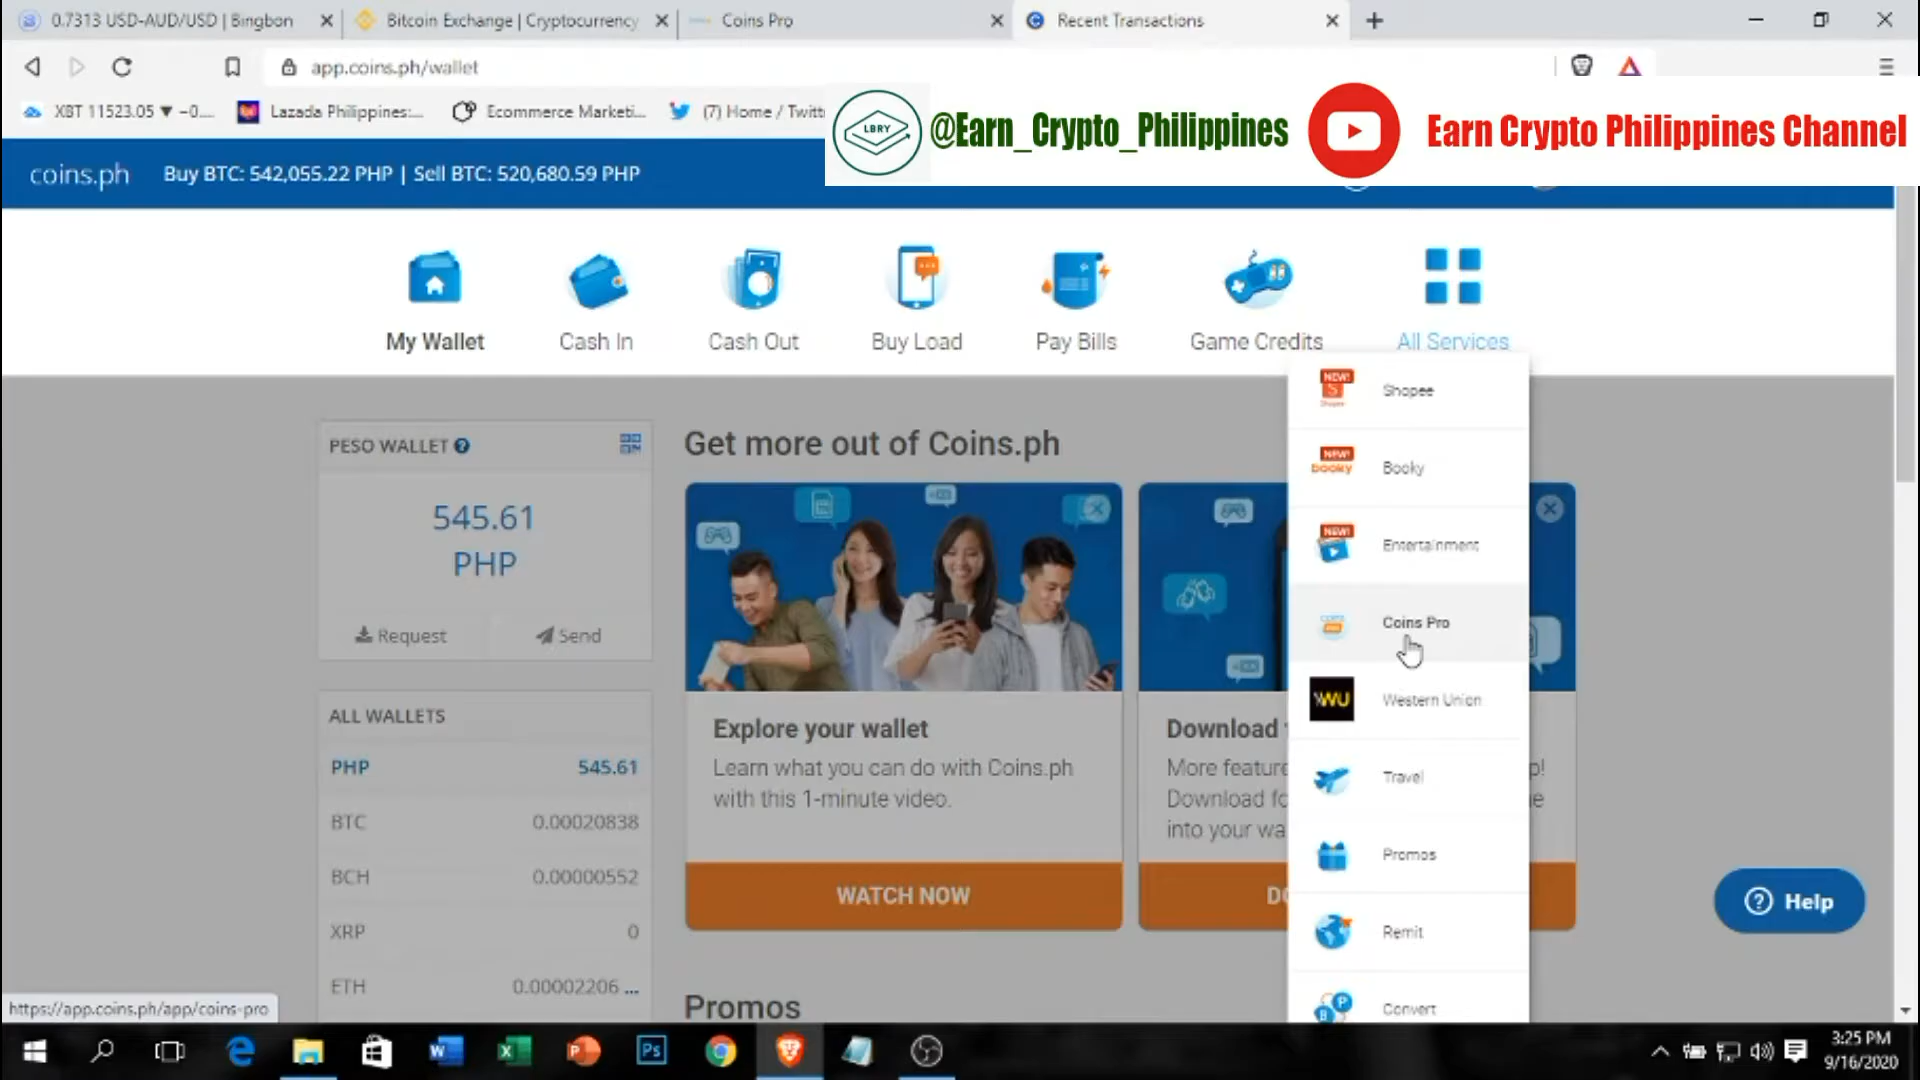 0.7313 USD-AUD/USD | Bingbon
Bitcoin Exchange | Cryptocurrency
Coins Pro
Recent Transactions
app.coins.ph/wallet
XBT 11523.05 ▼ -0....
Lazada Philippines:...
Ecommerce Marketi...
(7) Home / Twitt
LBRY
@Earn_Crypto_Philippines
Earn Crypto Philippines Channel
coins.ph
Buy BTC: 542,055.22 PHP | Sell BTC: 520,680.59 PHP
My Wallet
Cash In
Cash Out
Buy Load
Pay Bills
Game Credits
All Services
NEW!
Shopee
Shopee
NEW!
booky
Booky
NEW!
Entertainment
Coins Pro
WU
Western Union
Travel
Promos
Remit
Convert
PESO WALLET
545.61
PHP
Request
Send
ALL WALLETS
PHP 545.61
BTC 0.00020838
BCH 0.00000552
XRP 0
ETH 0.00002206 ...
Get more out of Coins.ph
Explore your wallet
Learn what you can do with Coins.ph
with this 1-minute video.
WATCH NOW
Download
More feature p!
Download fo e
into your wa
DO
Promos
Help
https://app.coins.ph/app/coins-pro
3:25 PM
9/16/2020